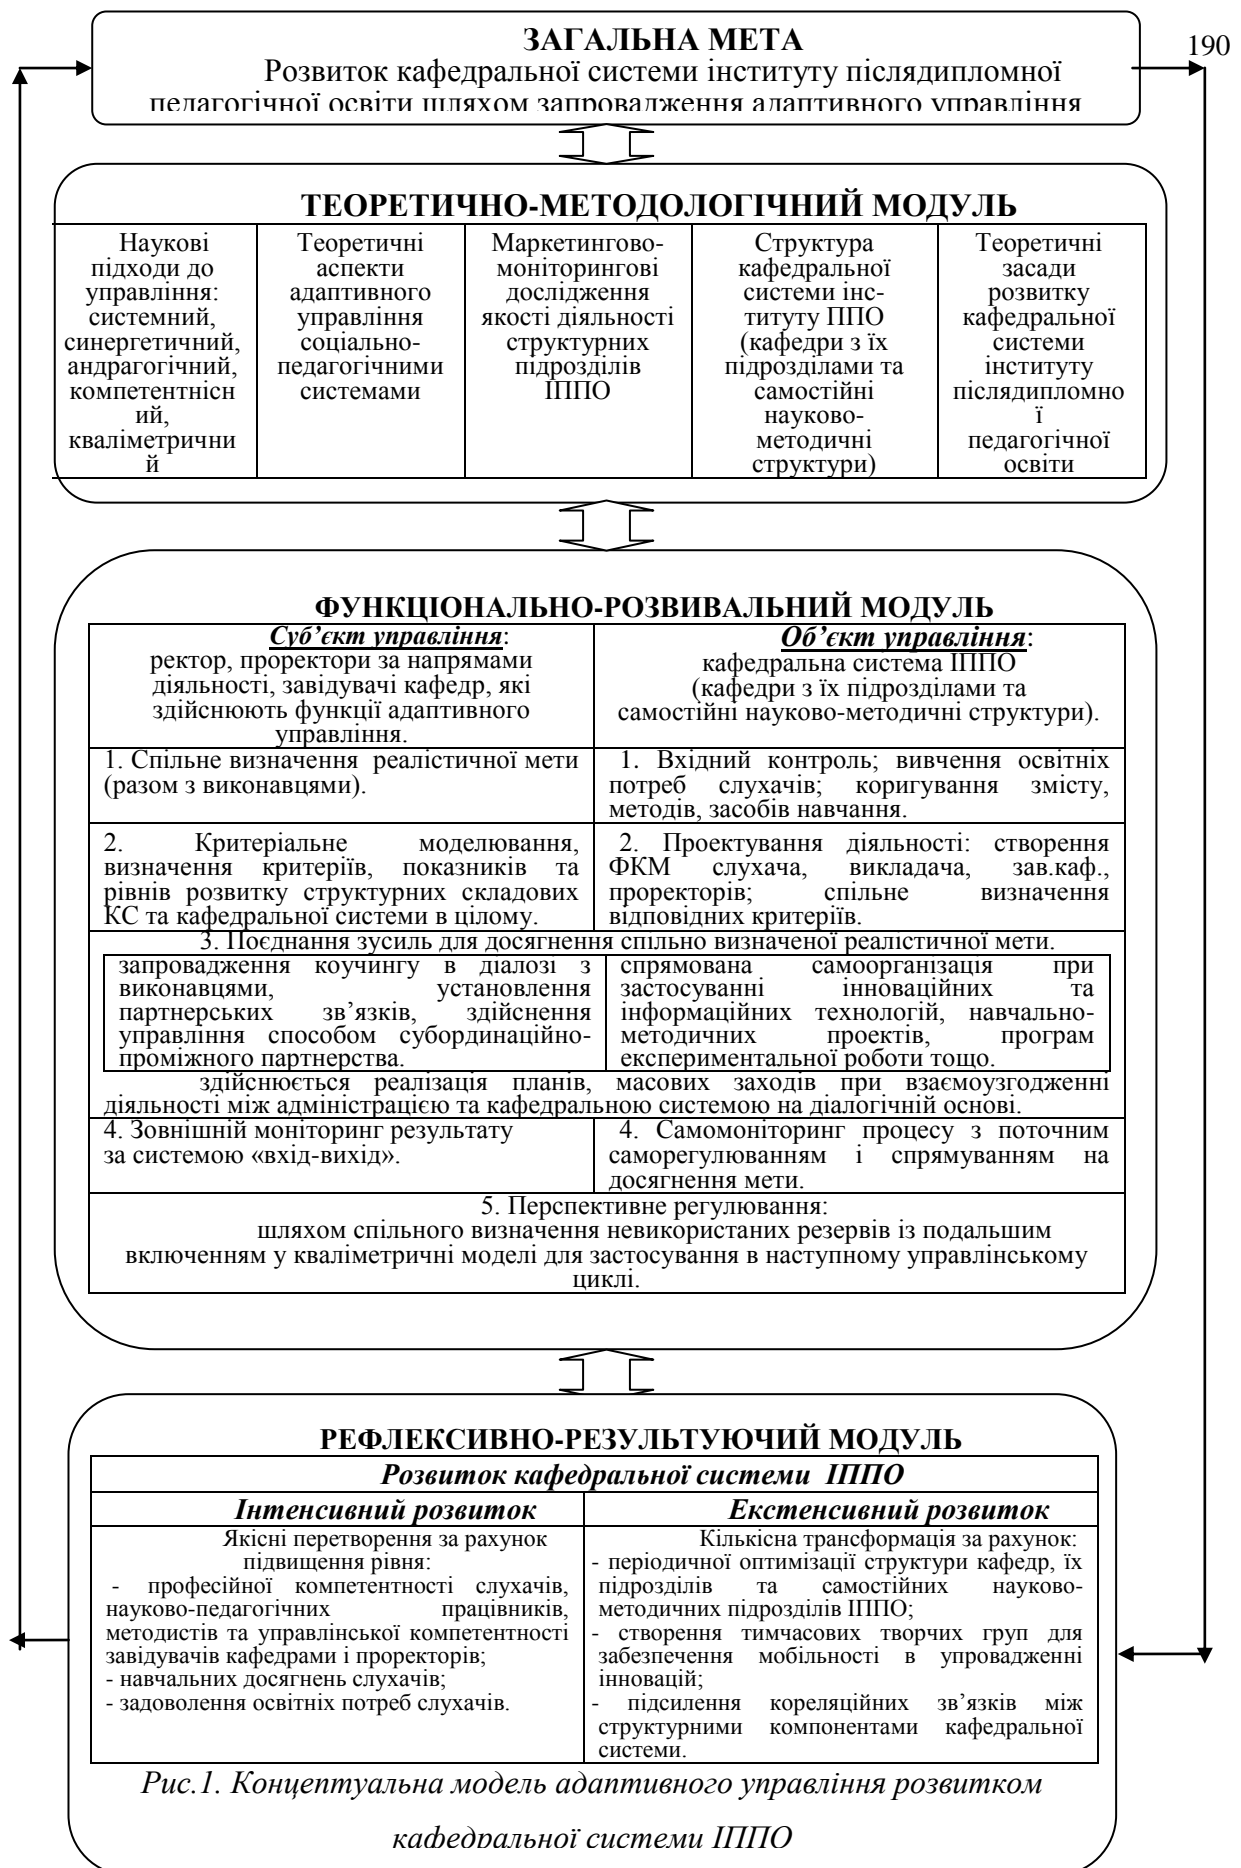 190
ЗАГАЛЬНА МЕТА
Розвиток кафедральної системи інституту післядипломної
педагогічної освіти шляхом запровадження адаптивного управління
ТЕОРЕТИЧНО-МЕТОДОЛОГІЧНИЙ МОДУЛЬ
Наукові
підходи до
управління:
системний,
синергетичний,
андрагогічний,
компетентнісн
ий,
кваліметрични
й
Теоретичні
аспекти
адаптивного
управління
соціально-
педагогічними
системами
Маркетингово-
моніторингові
дослідження
якості діяльності
структурних
підрозділів
ІППО
Структура
кафедральної
системи інс-
титуту ППО
(кафедри з їх
підрозділами та
самостійні
науково-
методичні
структури)
Теоретичні
засади
розвитку
кафедральної
системи
інституту
післядипломно
ї
педагогічної
освіти
ФУНКЦІОНАЛЬНО-РОЗВИВАЛЬНИЙ МОДУЛЬ
Суб’єкт управління:
ректор, проректори за напрямами
діяльності, завідувачі кафедр, які
здійснюють функції адаптивного
управління.
Об’єкт управління:
кафедральна система ІППО
(кафедри з їх підрозділами та
самостійні науково-методичні структури).
1. Спільне визначення реалістичної мети
(разом з виконавцями).
1. Вхідний контроль; вивчення освітніх
потреб слухачів; коригування змісту,
методів, засобів навчання.
2. Критеріальне моделювання,
визначення критеріїв, показників та
рівнів розвитку структурних складових
КС та кафедральної системи в цілому.
2. Проектування діяльності: створення
ФКМ слухача, викладача, зав.каф.,
проректорів; спільне визначення
відповідних критеріїв.
3. Поєднання зусиль для досягнення спільно визначеної реалістичної мети.
запровадження коучингу в діалозі з
виконавцями, установлення
партнерських зв’язків, здійснення
управління способом субординаційно-
проміжного партнерства.
спрямована самоорганізація при
застосуванні інноваційних та
інформаційних технологій, навчально-
методичних проектів, програм
експериментальної роботи тощо.
здійснюється реалізація планів, масових заходів при взаємоузгодженні
діяльності між адміністрацією та кафедральною системою на діалогічній основі.
4. Зовнішній моніторинг результату
за системою «вхід-вихід».
4. Самомоніторинг процесу з поточним
саморегулюванням і спрямуванням на
досягнення мети.
5. Перспективне регулювання:
шляхом спільного визначення невикористаних резервів із подальшим
включенням у кваліметричні моделі для застосування в наступному управлінському
циклі.
РЕФЛЕКСИВНО-РЕЗУЛЬТУЮЧИЙ МОДУЛЬ
Розвиток кафедральної системи ІППО
Інтенсивний розвиток
Екстенсивний розвиток
Якісні перетворення за рахунок
підвищення рівня:
- професійної компетентності слухачів,
науково-педагогічних працівників,
методистів та управлінської компетентності
завідувачів кафедрами і проректорів;
- навчальних досягнень слухачів;
- задоволення освітніх потреб слухачів.
Кількісна трансформація за рахунок:
- періодичної оптимізації структури кафедр, їх
підрозділів та самостійних науково-
методичних підрозділів ІППО;
- створення тимчасових творчих груп для
забезпечення мобільності в упровадженні
інновацій;
- підсилення кореляційних зв’язків між
структурними компонентами кафедральної
системи.
Рис.1. Концептуальна модель адаптивного управління розвитком
кафедральної системи ІППО